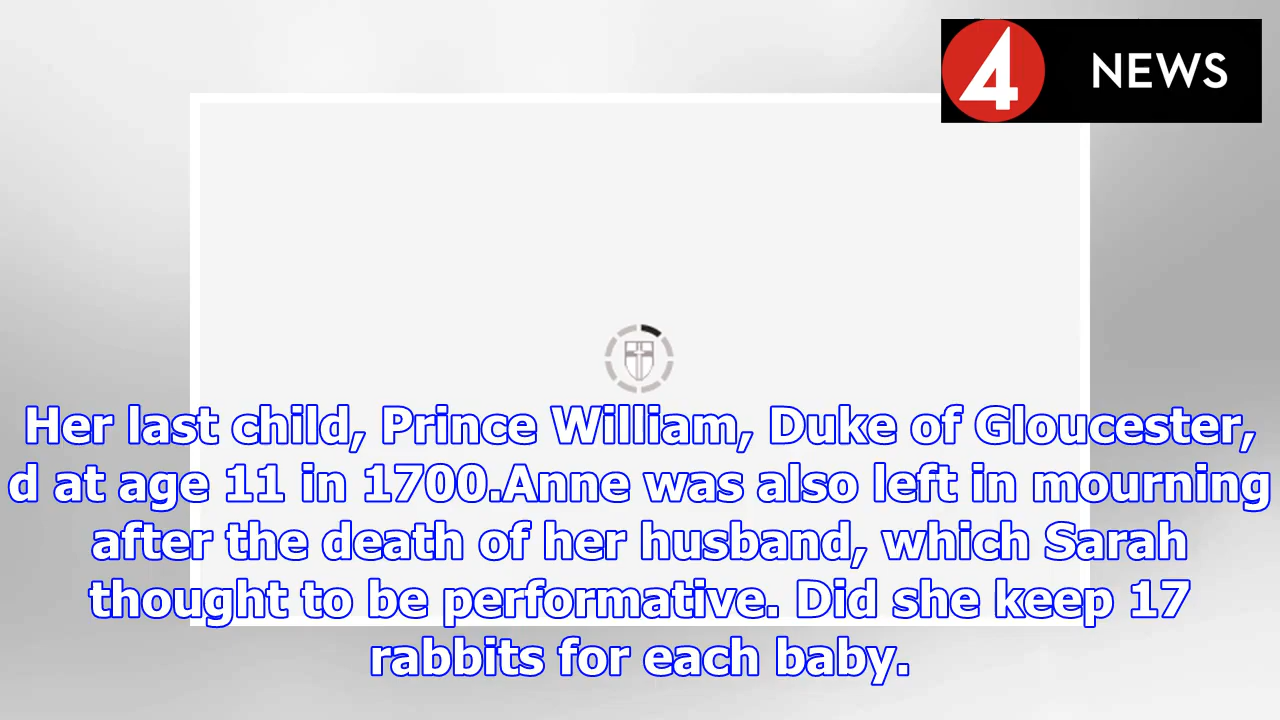 4 NEWS
Her last child, Prince William, Duke of Gloucester,
d at age 11 in 1700.Anne was also left in mourning
after the death of her husband, which Sarah
thought to be performative. Did she keep 17
rabbits for each baby.